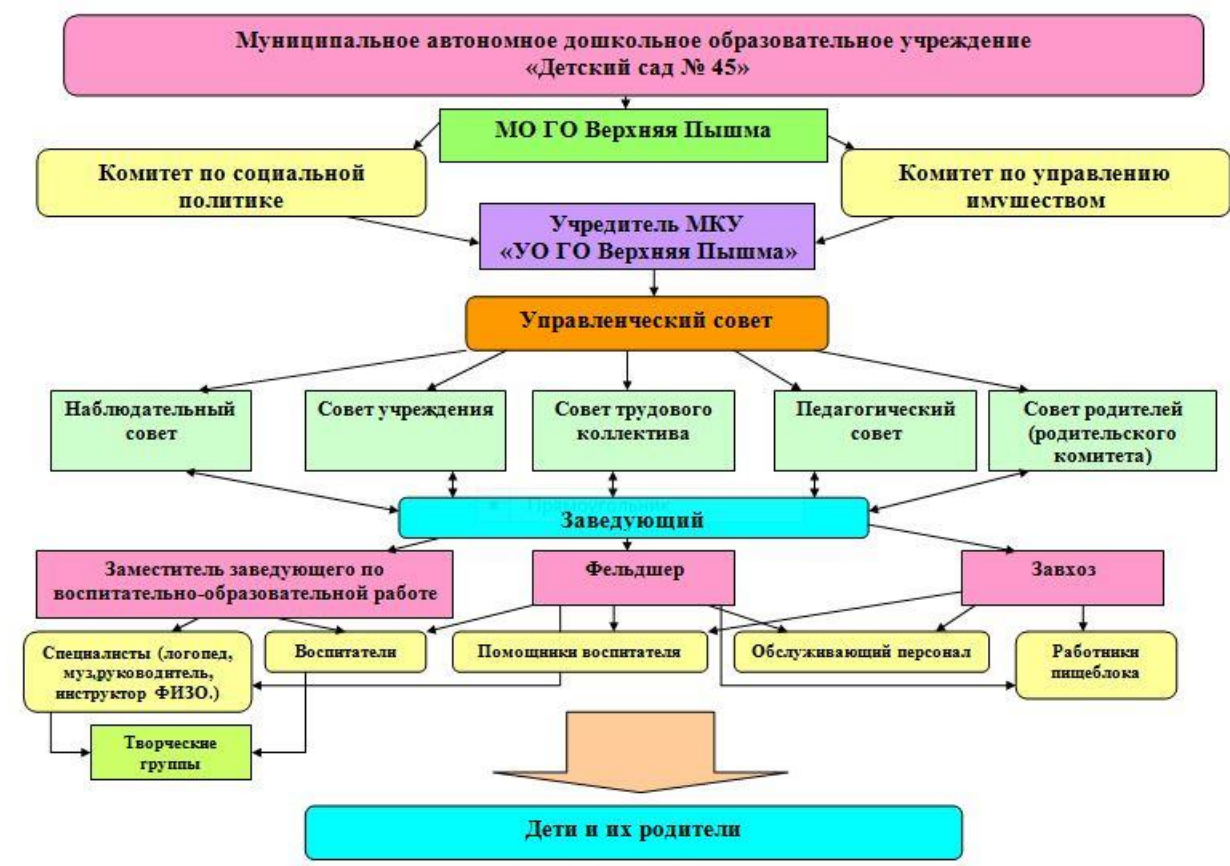 Муниципальное автономное дошкольное образовательное учреждение
«Детский сад № 45»
МО ГО Верхняя Пышма
Комитет по социальной
политике
Комитет по управлению
имушеством
Учредитель МКУ
«УО ГО Верхняя Пышма»
Управленческий совет
Наблюдательный
совет
Совет учреждения
Совет трудового
коллектива
Педагогический
совет
Совет родителей
(родительского
комитета)
Прямоугольник
Заведующий
Заместитель заведующего по
воспитательно-образовательной работе
Фельдшер
Завхоз
Специалисты (логопед,
муз,руководитель,
инструктор ФИЗО.)
Воспитатели
Помощники воспитателя
Обслуживающий персонал
Работники
пищеблока
Творческие
группы
Дети и их родители